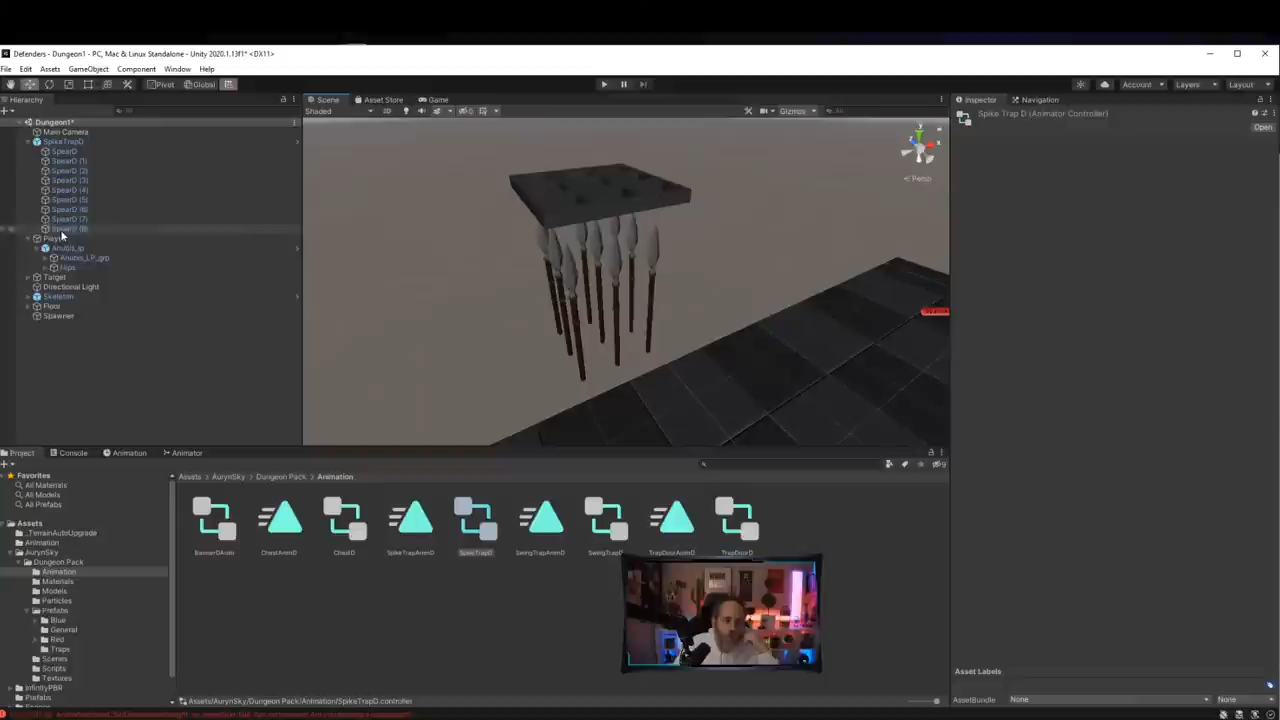 Defenders - Dungeon1 - PC, Mac & Linux Standalone - Unity 2020.1.13f1* <DX11>
File Edit Assets GameObject Component Window Help
Pivot Global Account Layers Layout
Hierarchy
Scene Asset Store Game
Inspector Navigation
All
Shaded 2D Gizmos All
Dungeon1*
Main Camera
SpikeTrapD
SpearD
SpearD (1)
SpearD (2)
SpearD (3)
SpearD (4)
SpearD (5)
SpearD (6)
SpearD (7)
SpearD (8)
Anubis_lp
Anubis_LP_grp
Hips
Target
Directional Light
Skeleton
Floor
Spawner
y
Persp
Spike Trap D (Animator Controller)
Open
Project Console Animation Animator
Favorites
All Materials
All Models
All Prefabs
Assets
_TerrainAutoUpgrade
Animation
AurynSky
Dungeon Pack
Animation
Materials
Models
Particles
Prefabs
Blue
General
Red
Traps
Scenes
Scripts
Textures
InfinityPBR
Prefabs
Assets > AurynSky > Dungeon Pack > Animation
BannerDAnim ChestAnimD ChestD SpikeTrapAnimD SpikeTrapD SwingTrapAnimD SwingTrapD TrapDoorAnimD TrapDoorD
Assets/AurynSky/Dungeon Pack/Animation/SpikeTrapD.controller
Asset Labels
AssetBundle None None